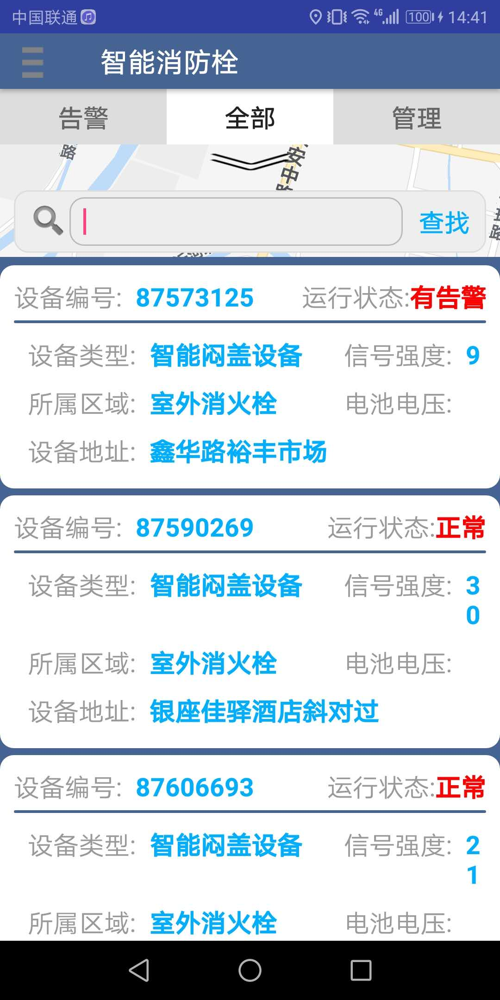 中国联通 4G 100 14:41
智能消防栓
告警 全部 管理
路
安中路
查找
设备编号: 87573125 运行状态:有告警
设备类型: 智能闷盖设备 信号强度: 9
所属区域: 室外消火栓 电池电压:
设备地址: 鑫华路裕丰市场
设备编号: 87590269 运行状态:正常
设备类型: 智能闷盖设备 信号强度: 3
0
所属区域: 室外消火栓 电池电压:
设备地址: 银座佳驿酒店斜对过
设备编号: 87606693 运行状态:正常
设备类型: 智能闷盖设备 信号强度: 2
1
所属区域: 室外消火栓 电池电压: